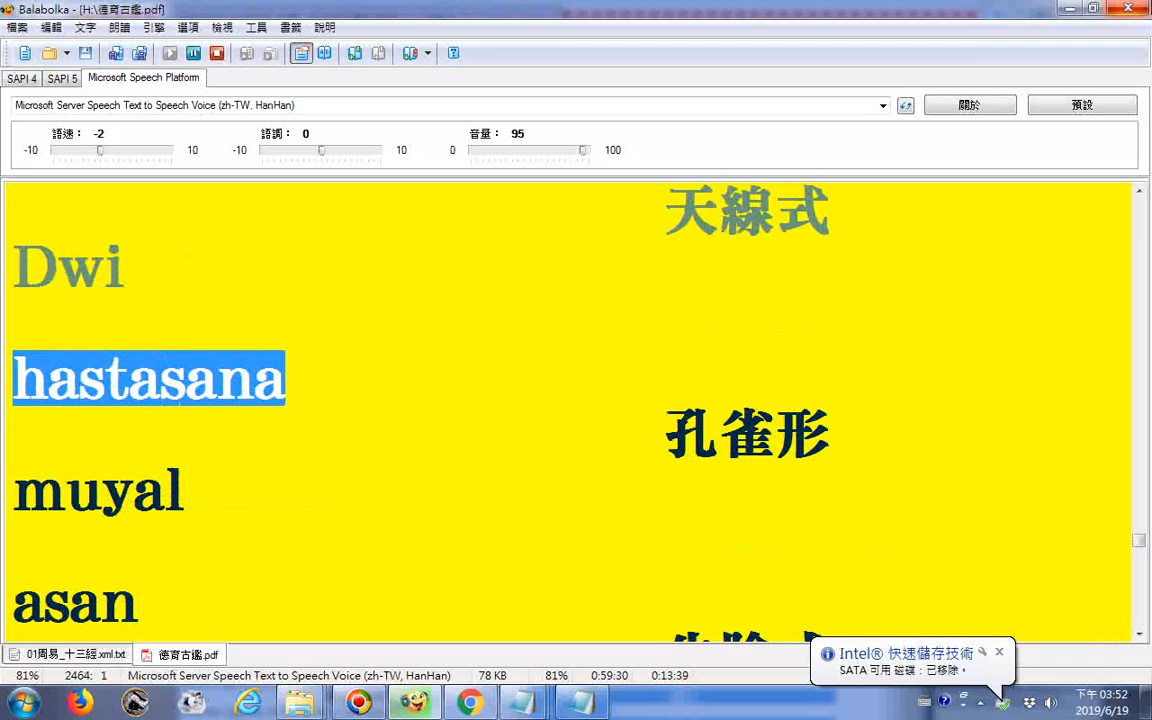 Balabolka - [H:\德育古鑑.pdf]
檔案 編輯 文字 朗讀 引擎 選項 檢視 工具 書籤 說明
SAPI 4 SAPI 5 Microsoft Speech Platform
Microsoft Server Speech Text to Speech Voice (zh-TW, HanHan) 關於 預設
語速： -2 語調： 0 音量： 95
-10 10 -10 10 0 100
天線式
Dwi
hastasana
孔雀形
muyal
asan
01周易_十三經.xml.txt 德育古鑑.pdf
Intel® 快速儲存技術
SATA 可用 磁碟：已移除。
81% 2464: 1 Microsoft Server Speech Text to Speech Voice (zh-TW, HanHan) 78 KB 81% 0:59:30 0:13:39
下午 03:52
2019/6/19